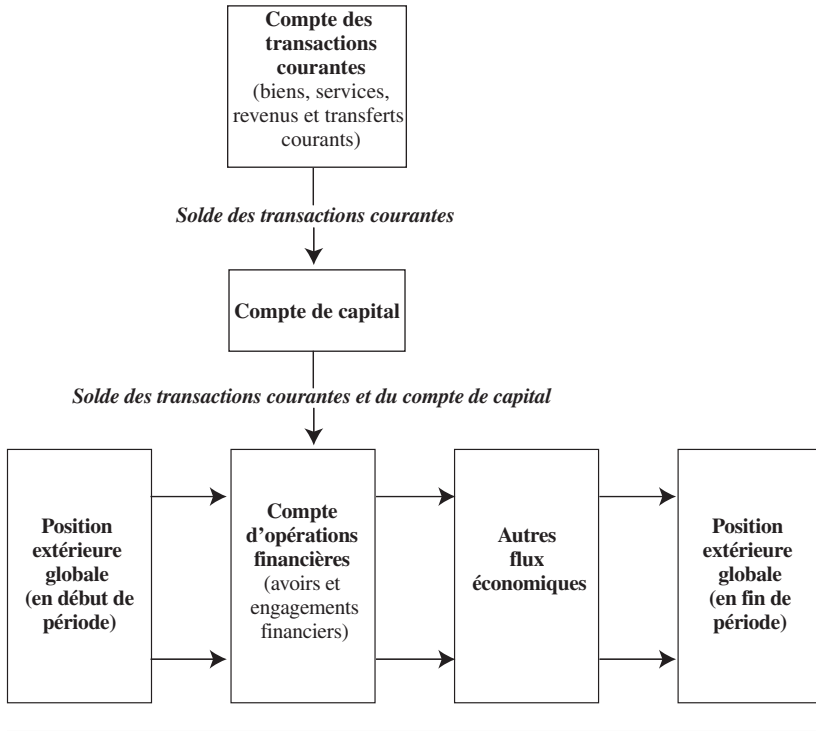 Compte des
transactions
courantes
(biens, services,
revenus et transferts
courants)
Solde des transactions courantes
Compte de capital
Solde des transactions courantes et du compte de capital
Position
extérieure
globale
(en début de
période)
Compte
d’opérations
financières
(avoirs et
engagements
financiers)
Autres
flux
économiques
Position
extérieure
globale
(en fin de
période)